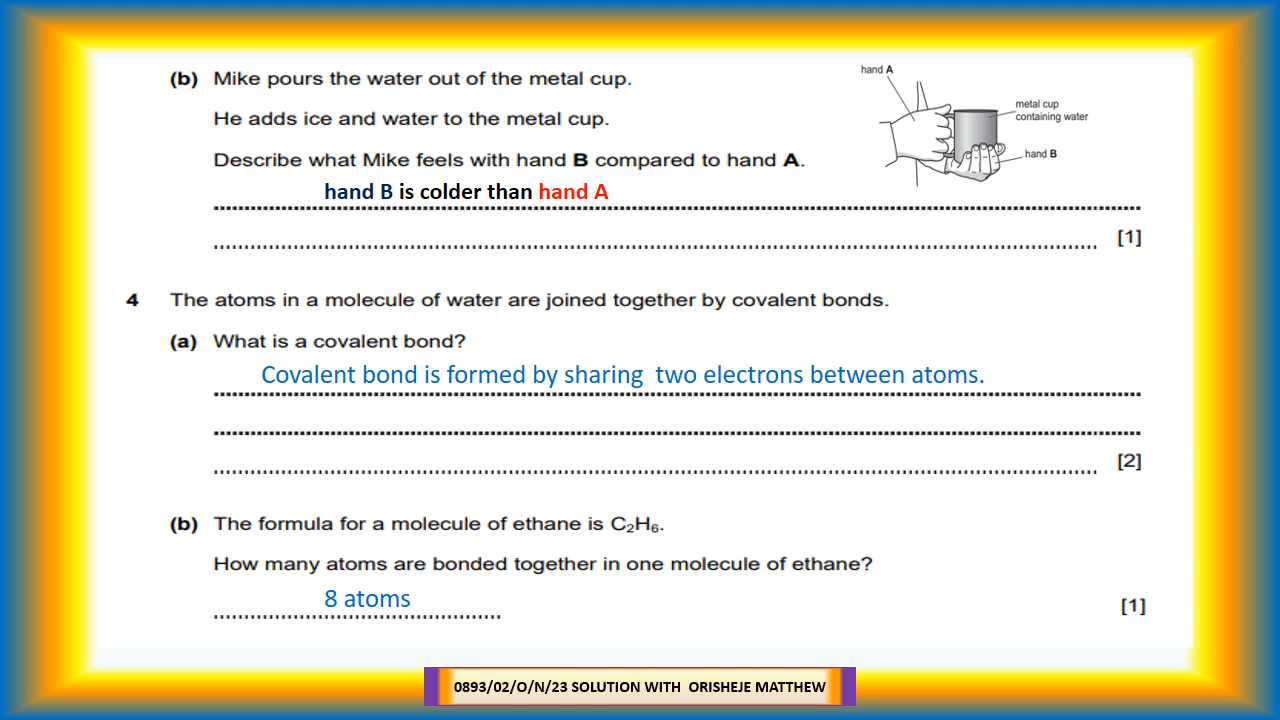 (b) Mike pours the water out of the metal cup.
He adds ice and water to the metal cup.
Describe what Mike feels with hand B compared to hand A.
hand A
metal cup
containing water
hand B
hand B is colder than hand A
[1]
4 The atoms in a molecule of water are joined together by covalent bonds.
(a) What is a covalent bond?
Covalent bond is formed by sharing two electrons between atoms.
[2]
(b) The formula for a molecule of ethane is C₂H₆.
How many atoms are bonded together in one molecule of ethane?
8 atoms
[1]
0893/02/O/N/23 SOLUTION WITH ORISHEJE MATTHEW